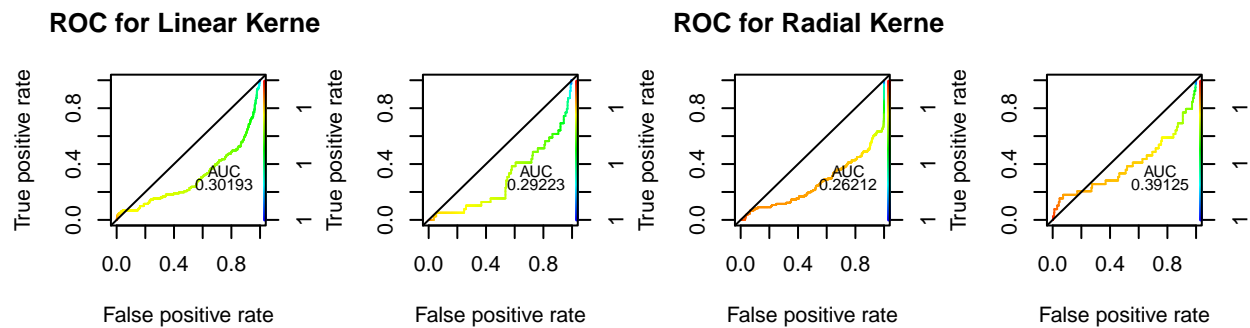 ROC for Linear Kerne
True positive rate
0.0 0.4 0.8
0.0 0.4 0.8
False positive rate
AUC
0.30193
1 1 1
True positive rate
0.0 0.4 0.8
0.0 0.4 0.8
False positive rate
AUC
0.29223
1 1 1
ROC for Radial Kerne
True positive rate
0.0 0.4 0.8
0.0 0.4 0.8
False positive rate
AUC
0.26212
1 1 1
True positive rate
0.0 0.4 0.8
0.0 0.4 0.8
False positive rate
AUC
0.39125
1 1 1